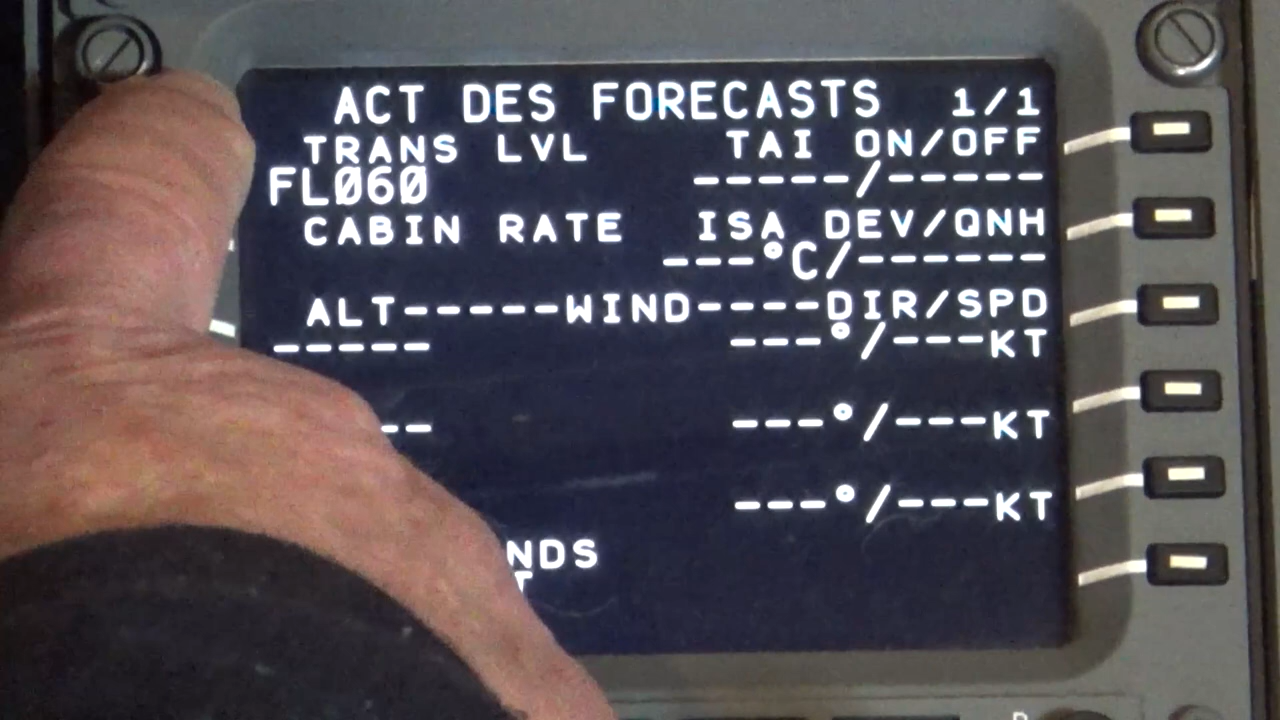 ACT DES FORECASTS 1/1
TRANS LVL TAI ON/OFF
FL060 -----/-----
CABIN RATE ISA DEV/QNH
---°C/------
ALT-----WIND----DIR/SPD
----- ---°/---KT
-- ---°/---KT
---°/---KT
NDS
T